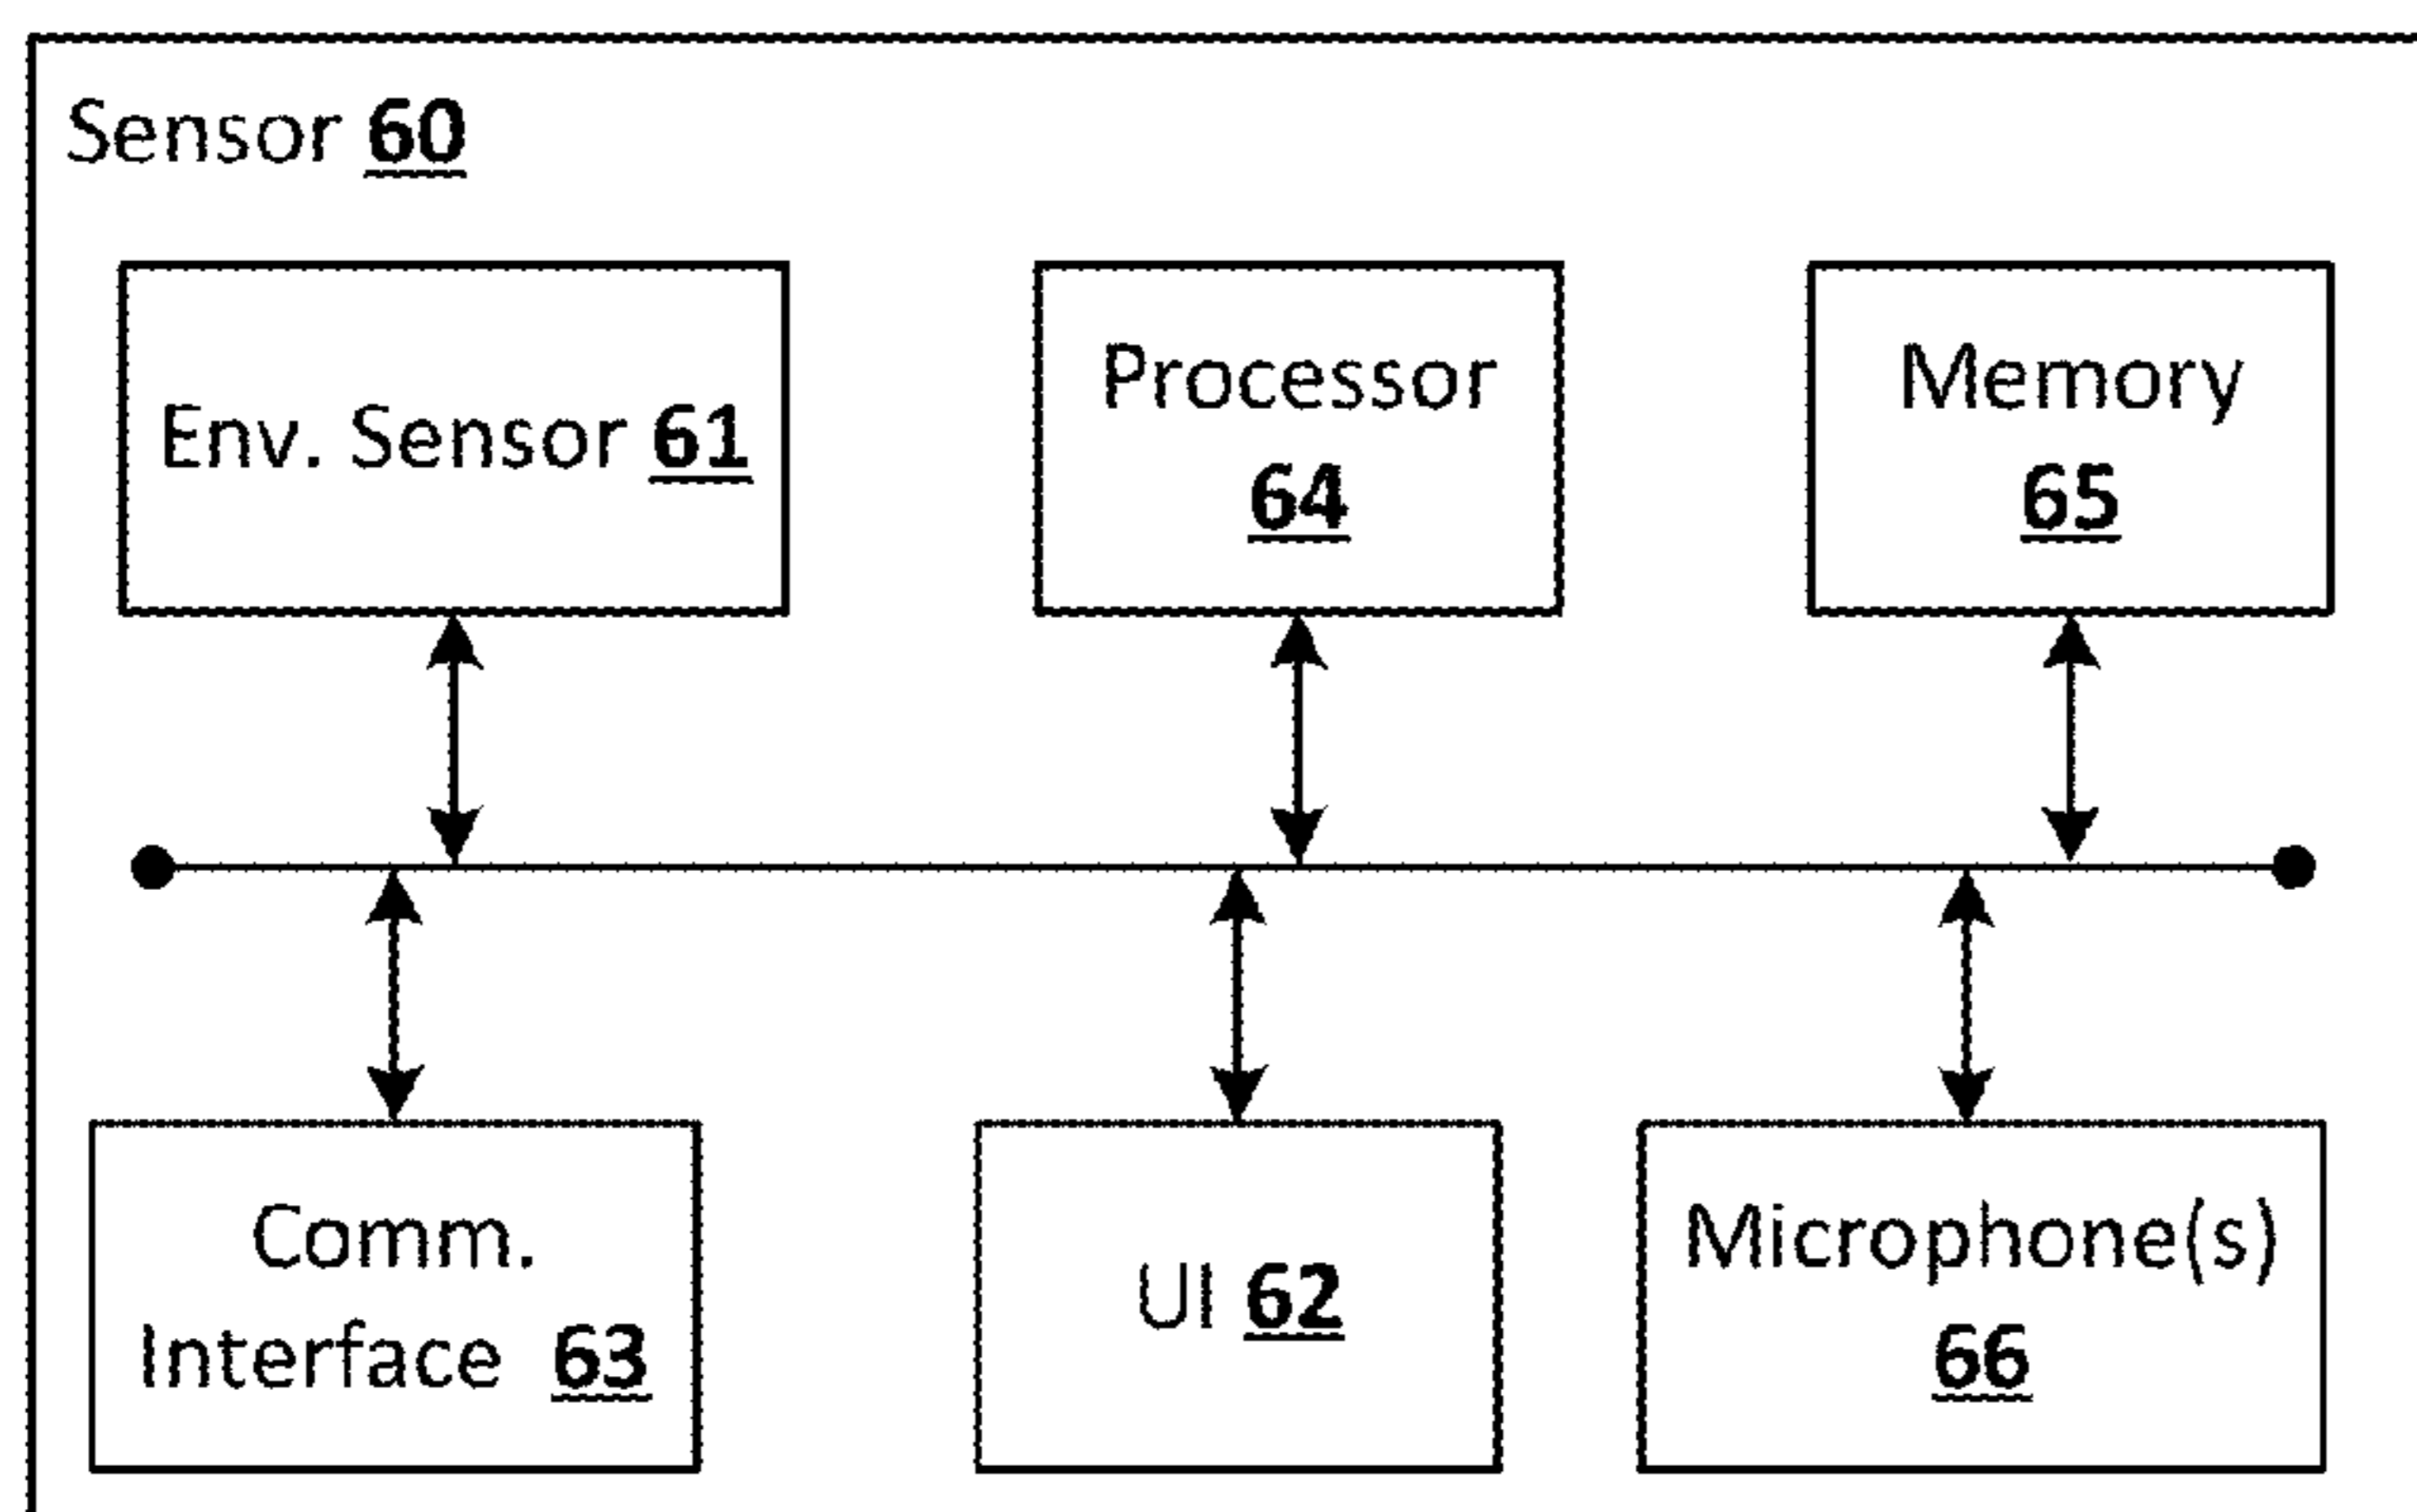 Sensor 60
Env. Sensor 61
Processor
64
Memory
65
Comm.
Interface 63
UI 62
Microphone(s)
66